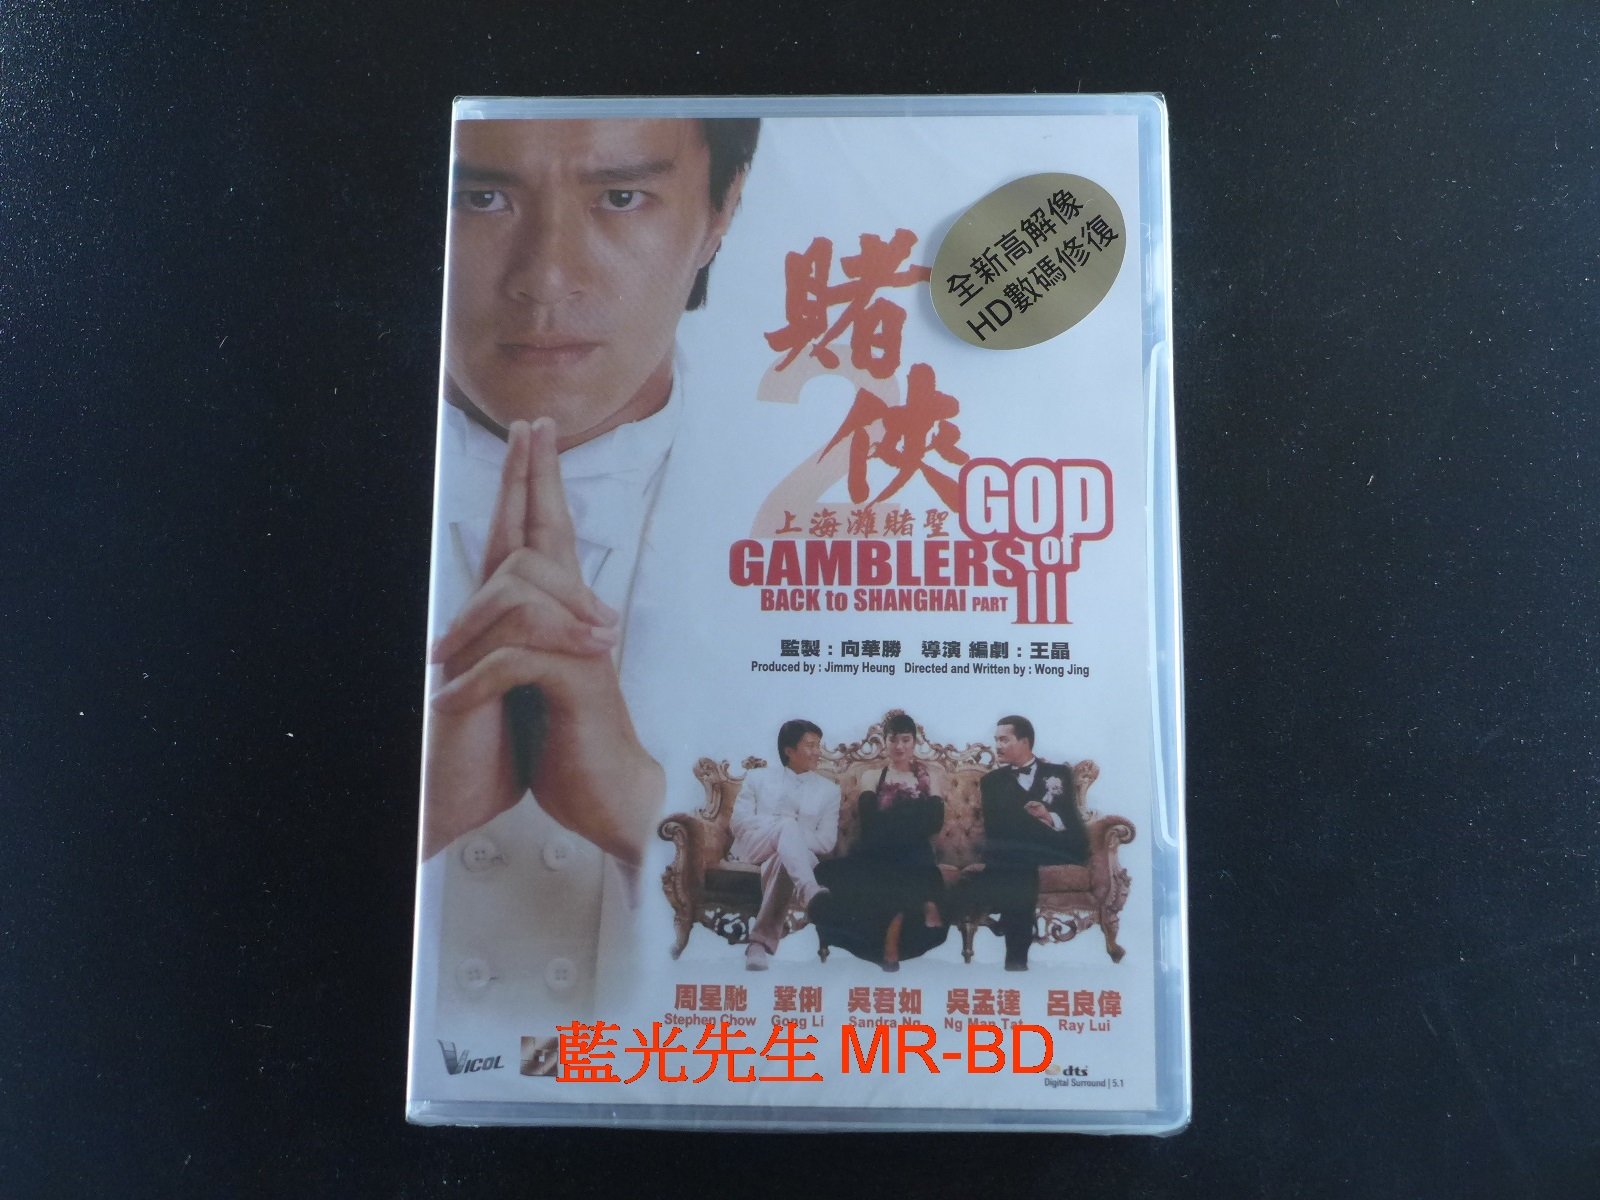 全新高解像
HD數碼修復
賭
俠
2
上海灘賭聖
GOD
of
GAMBLERS
III
BACK to SHANGHAI PART
監製 : 向華勝 導演 編劇 : 王晶
Produced by : Jimmy Heung Directed and Written by : Wong Jing
周星馳 鞏俐 吳君如 吳孟達 呂良偉
Stephen Chow Gong Li Sandra Ng Ng Man Tat Ray Lui
藍光先生 MR-BD
VICOL
dts
Digital Surround | 5.1